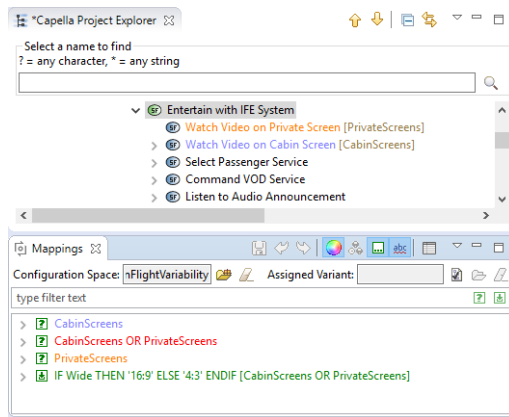 *Capella Project Explorer
Select a name to find
? = any character, * = any string
Entertain with IFE System
Watch Video on Private Screen [PrivateScreens]
Watch Video on Cabin Screen [CabinScreens]
Select Passenger Service
Command VOD Service
Listen to Audio Announcement
Mappings
abc
Configuration Space: nFlightVariability Assigned Variant:
type filter text
CabinScreens
CabinScreens OR PrivateScreens
PrivateScreens
IF Wide THEN '16:9' ELSE '4:3' ENDIF [CabinScreens OR PrivateScreens]